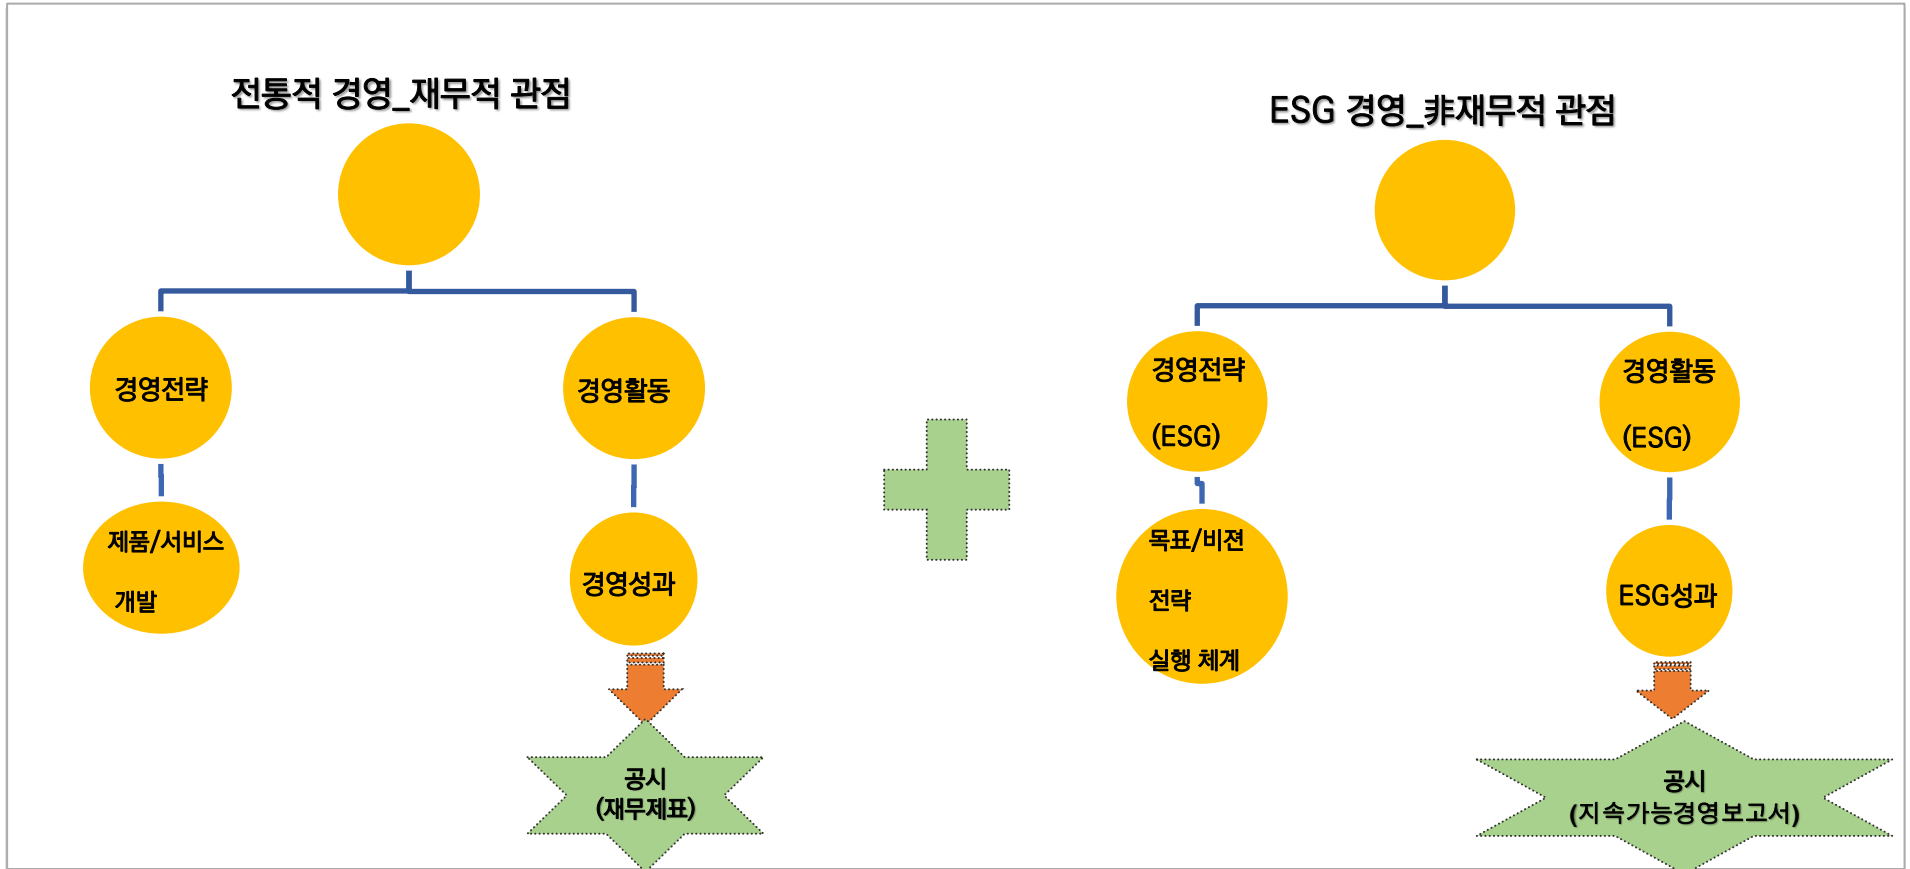 전통적 경영_재무적 관점
경영전략
경영활동
제품/서비스
개발
경영성과
공시
(재무제표)
ESG 경영_非재무적 관점
경영전략
(ESG)
경영활동
(ESG)
목표/비젼
전략
실행 체계
ESG성과
공시
(지속가능경영보고서)